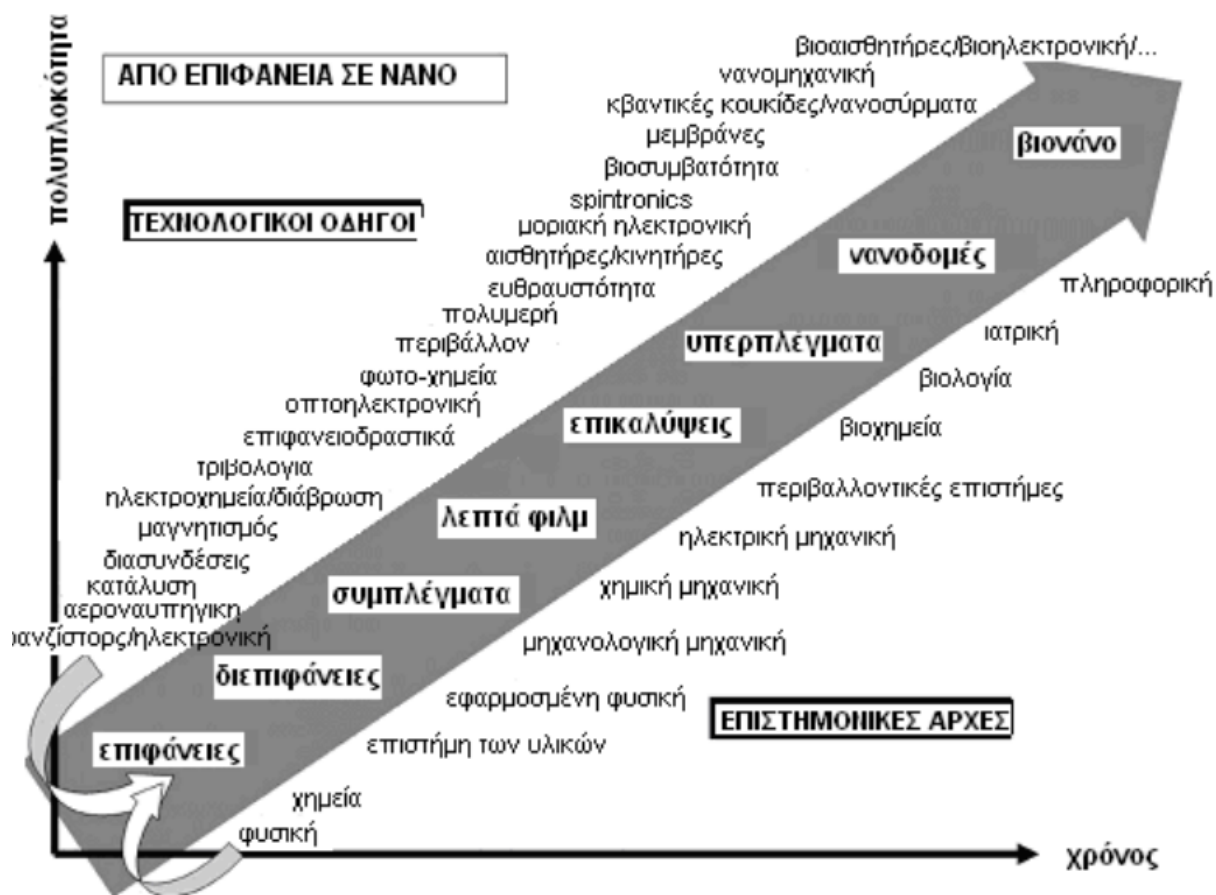 πολυπλοκότητα
ΑΠΟ ΕΠΙΦΑΝΕΙΑ ΣΕ ΝΑΝΟ
ΤΕΧΝΟΛΟΓΙΚΟΙ ΟΔΗΓΟΙ
βιοαισθητήρες/βιοηλεκτρονική/...
νανομηχανική
κβαντικές κουκίδες/νανοσύρματα
μεμβράνες
βιοσυμβατότητα
spintronics
μοριακή ηλεκτρονική
αισθητήρες/κινητήρες
ευθραυστότητα
πολυμερή
περιβάλλον
φωτο-χημεία
οπτοηλεκτρονική
επιφανειοδραστικά
τριβολογια
ηλεκτροχημεία/διάβρωση
μαγνητισμός
διασυνδέσεις
κατάλυση
αεροναυπηγικη
ρανζίστορς/ηλεκτρονική
βιονάνο
νανοδομές
υπερπλέγματα
επικαλύψεις
λεπτά φιλμ
συμπλέγματα
διεπιφάνειες
επιφάνειες
πληροφορική
ιατρική
βιολογία
βιοχημεία
περιβαλλοντικές επιστήμες
ηλεκτρική μηχανική
χημική μηχανική
μηχανολογική μηχανική
εφαρμοσμένη φυσική
επιστήμη των υλικών
χημεία
φυσική
ΕΠΙΣΤΗΜΟΝΙΚΕΣ ΑΡΧΕΣ
χρόνος